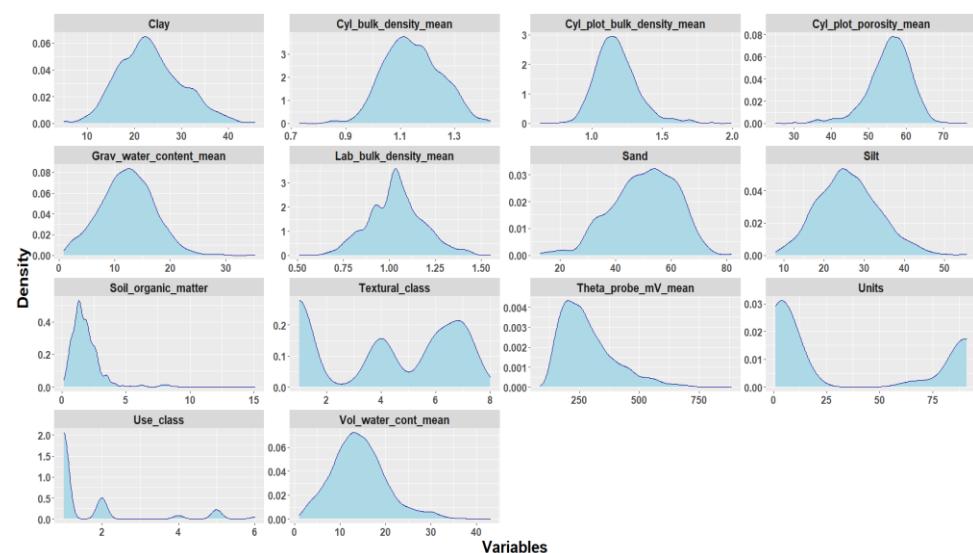 Clay Cyl_bulk_density_mean Cyl_plot_bulk_density_mean Cyl_plot_porosity_mean
0.06 3 3 0.08
0.04 2 2 0.06
0.02 1 1 0.04
0.02
0.00 0 0 0.00
10 20 30 40 0.7 0.9 1.1 1.3 1.0 1.5 2.0 30 40 50 60 70
Grav_water_content_mean Lab_bulk_density_mean Sand Silt
0.08 3 0.03 0.04
0.06 2 0.02
0.04 1 0.01 0.02
0.02
0.00 0 0.00 0.00
0 10 20 30 0.50 0.75 1.00 1.25 1.50 20 40 60 80 10 20 30 40 50
Density
Soil_organic_matter Textural_class Theta_probe_mV_mean Units
0.4 0.2 0.004 0.03
0.003 0.02
0.2 0.1 0.002 0.01
0.001
0.0 0.0 0.000 0.00
0 5 10 15 2 4 6 8 250 500 750 0 25 50 75
Use_class Vol_water_cont_mean
2.0 0.06
1.5 0.04
1.0 0.02
0.5
0.0 0.00
2 4 6 0 10 20 30 40
Variables